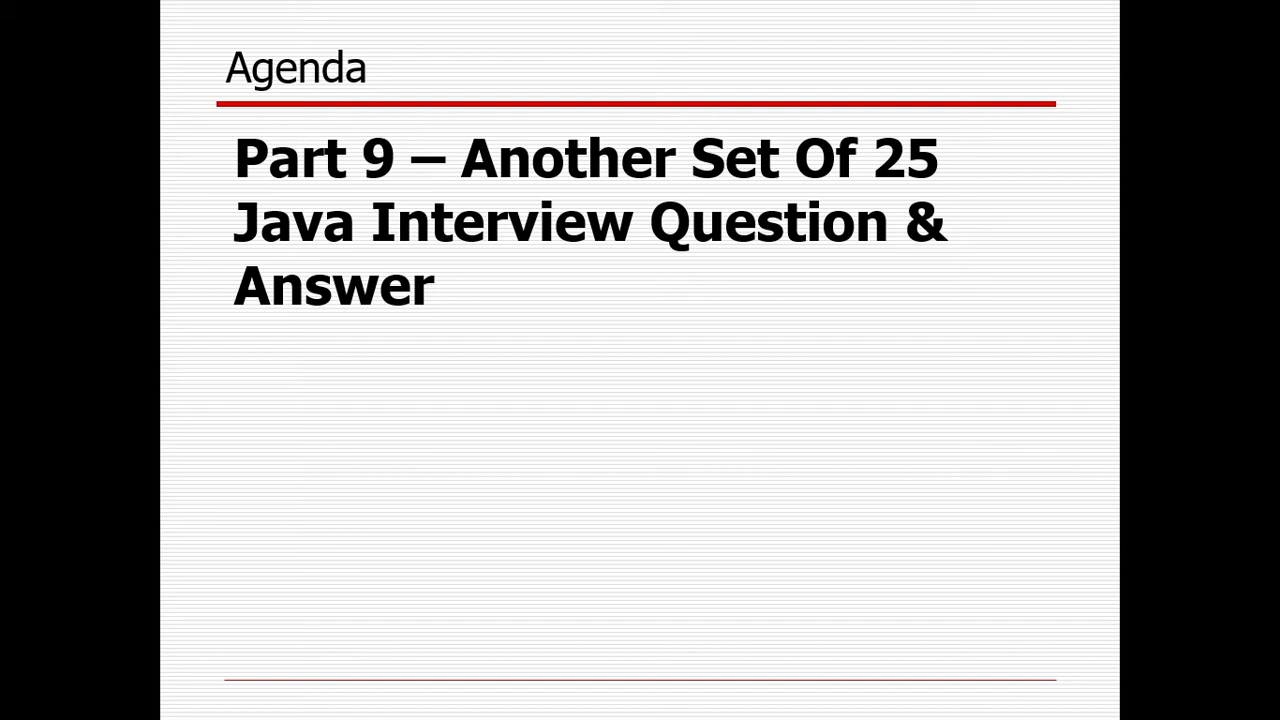 Agenda
Part 9 – Another Set Of 25
Java Interview Question &
Answer